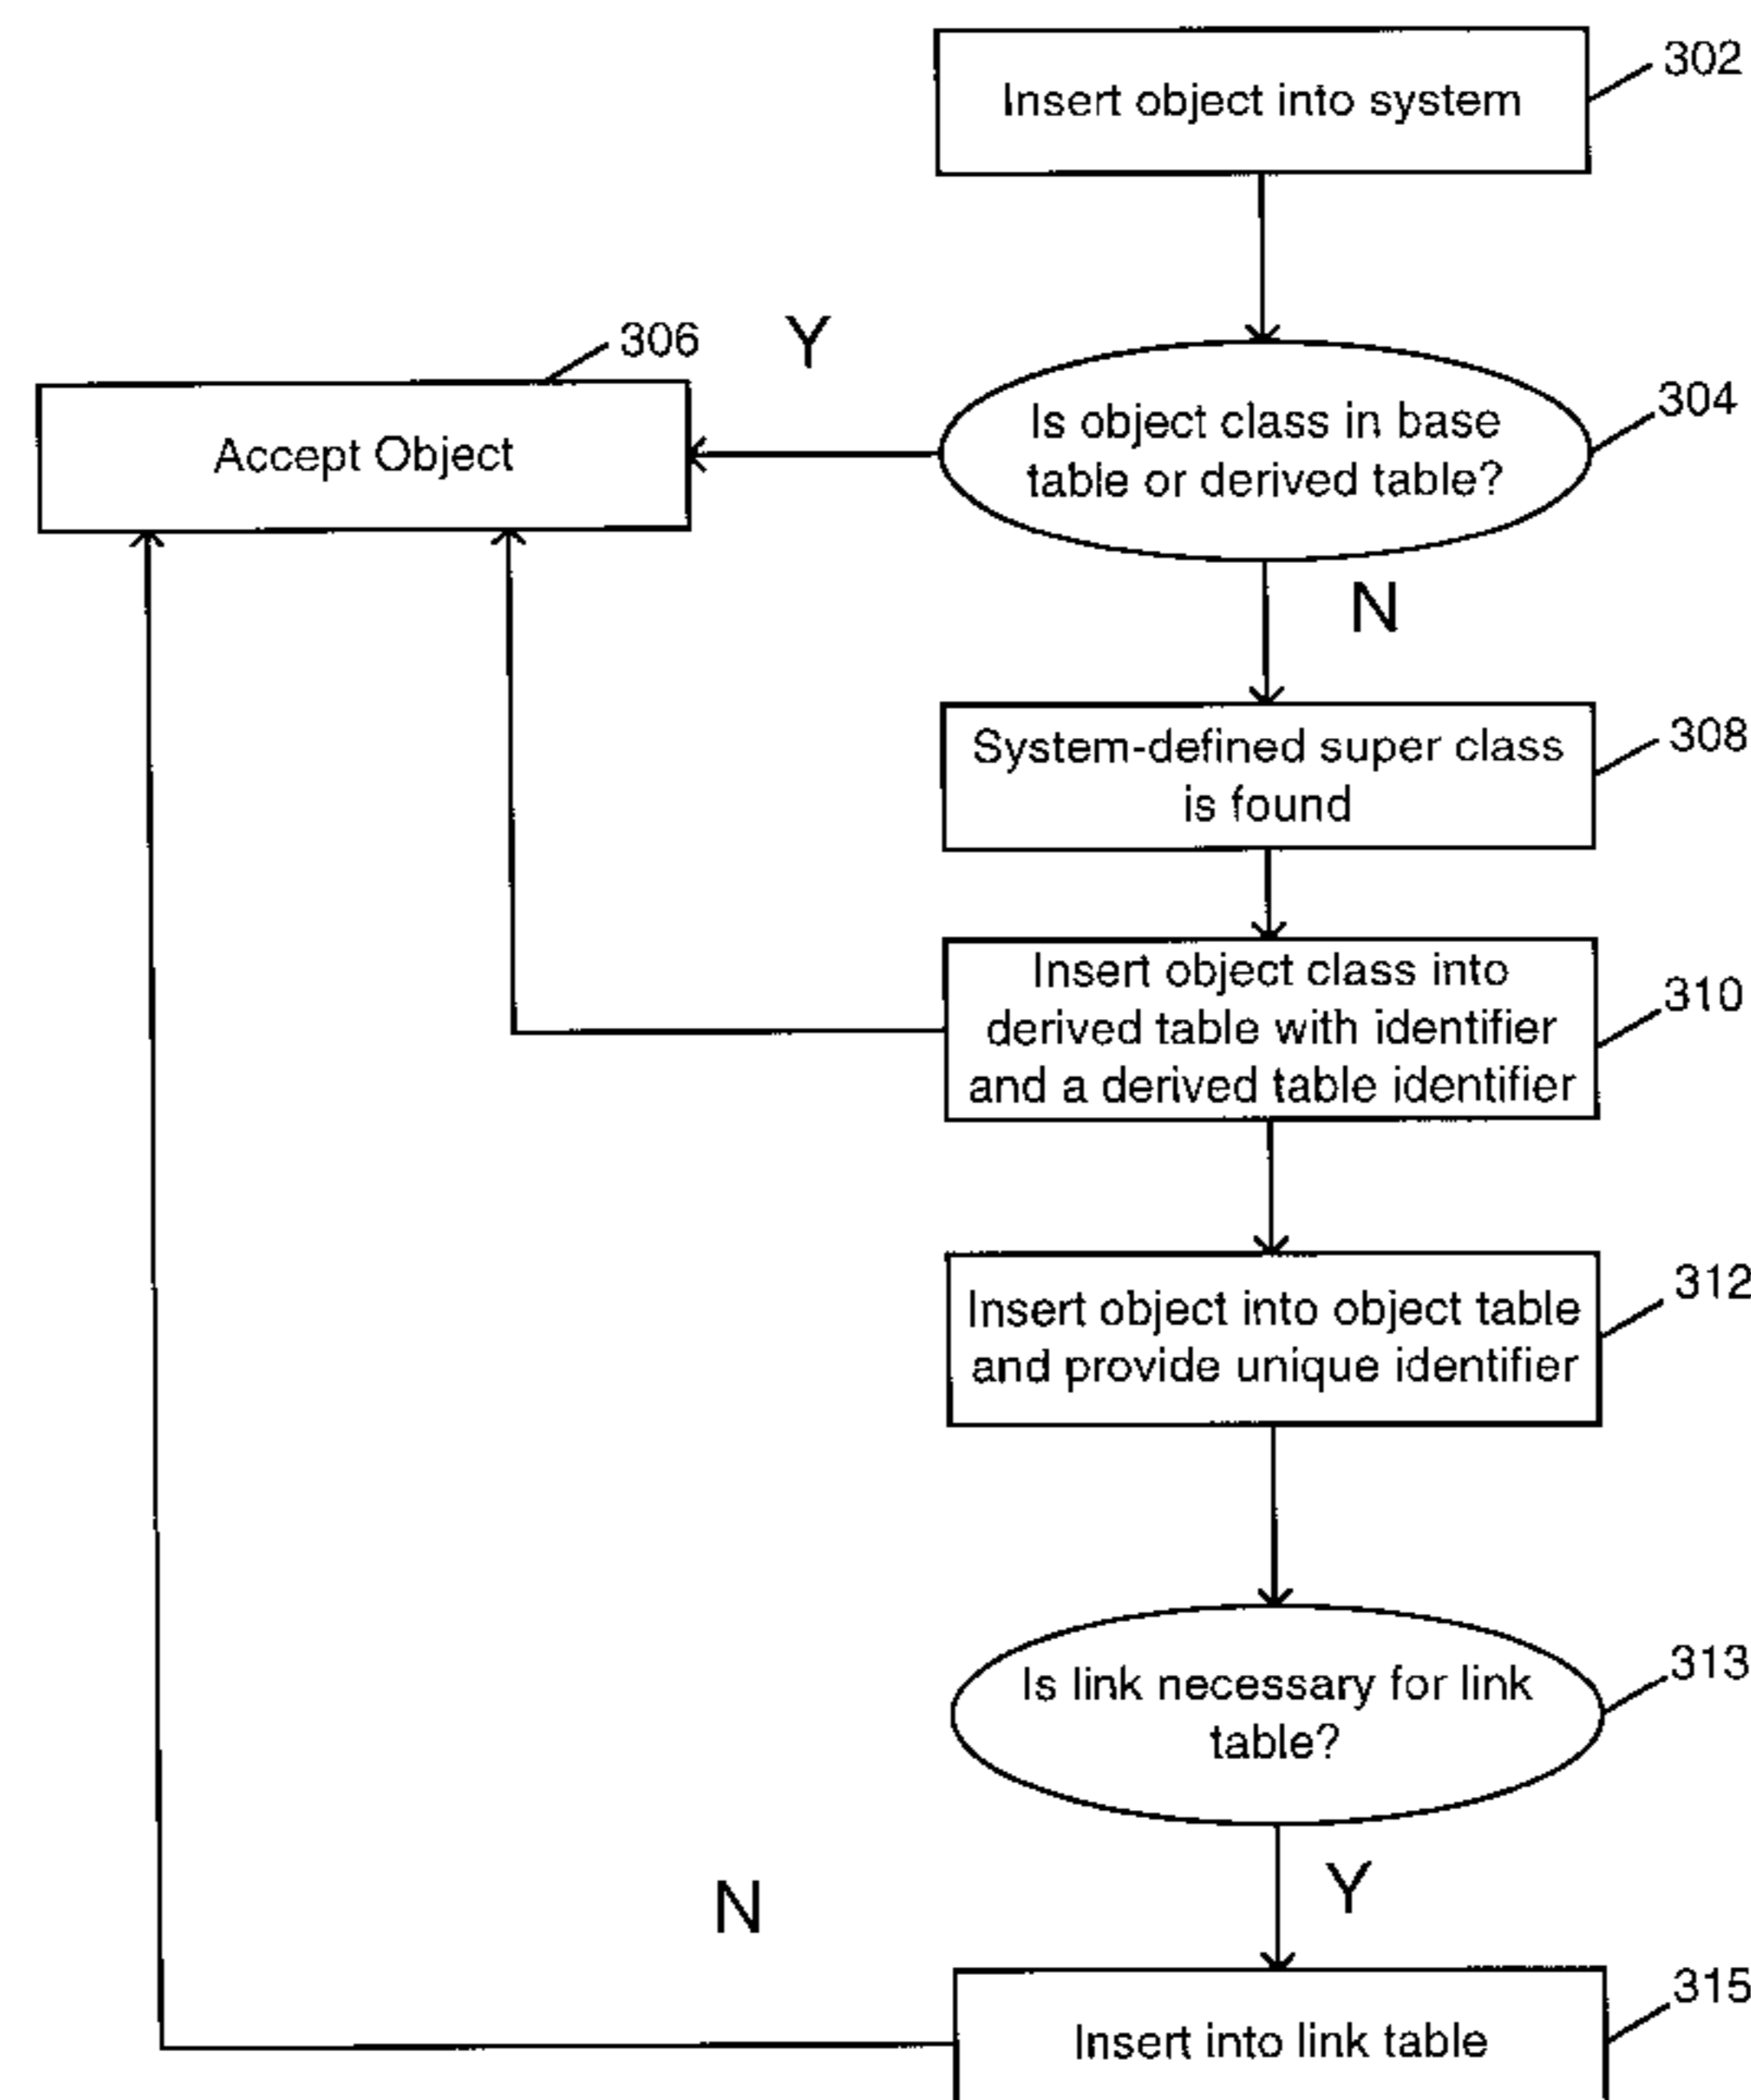 Insert object into system
302
306
Y
Accept Object
Is object class in base
table or derived table?
304
N
System-defined super class
is found
308
Insert object class into
derived table with identifier
and a derived table identifier
310
Insert object into object table
and provide unique identifier
312
Is link necessary for link
table?
313
N
Y
Insert into link table
315